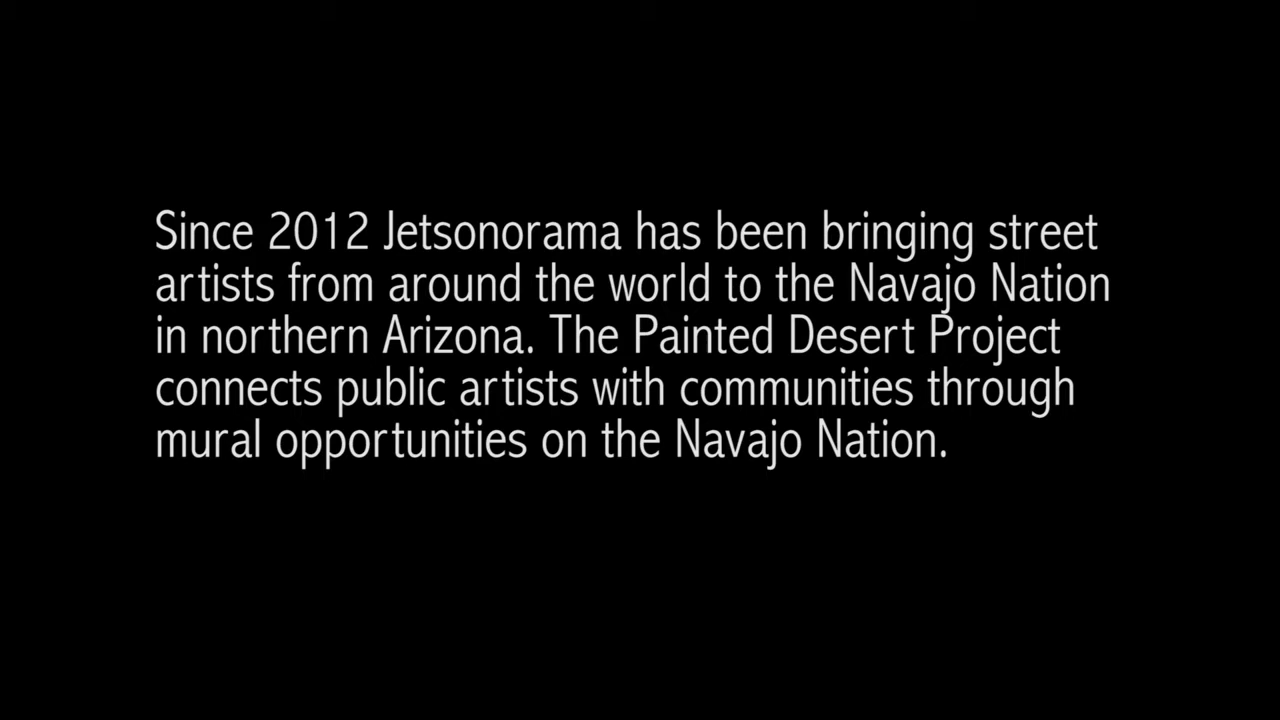 Since 2012 Jetsonorama has been bringing street
artists from around the world to the Navajo Nation
in northern Arizona. The Painted Desert Project
connects public artists with communities through
mural opportunities on the Navajo Nation.